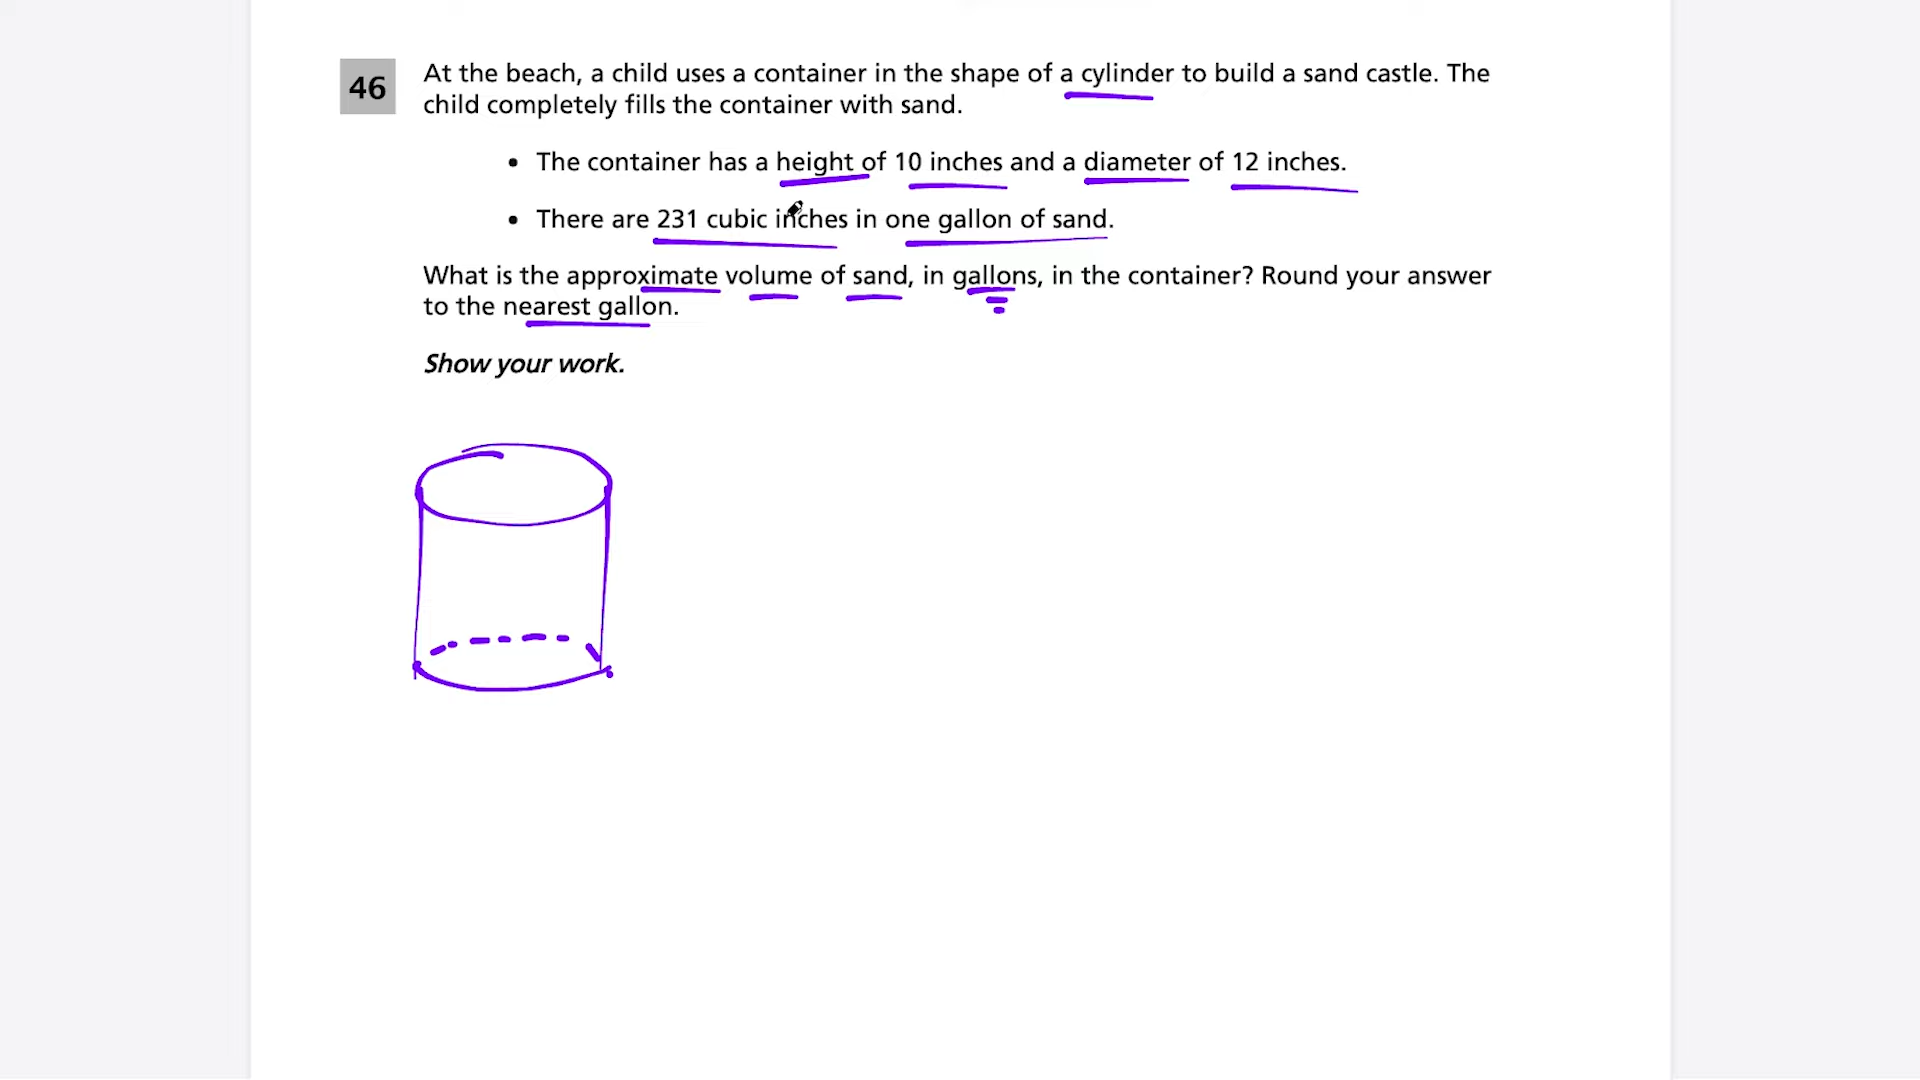 46
At the beach, a child uses a container in the shape of a cylinder to build a sand castle. The
child completely fills the container with sand.
• The container has a height of 10 inches and a diameter of 12 inches.
• There are 231 cubic inches in one gallon of sand.
What is the approximate volume of sand, in gallons, in the container? Round your answer
to the nearest gallon.
Show your work.